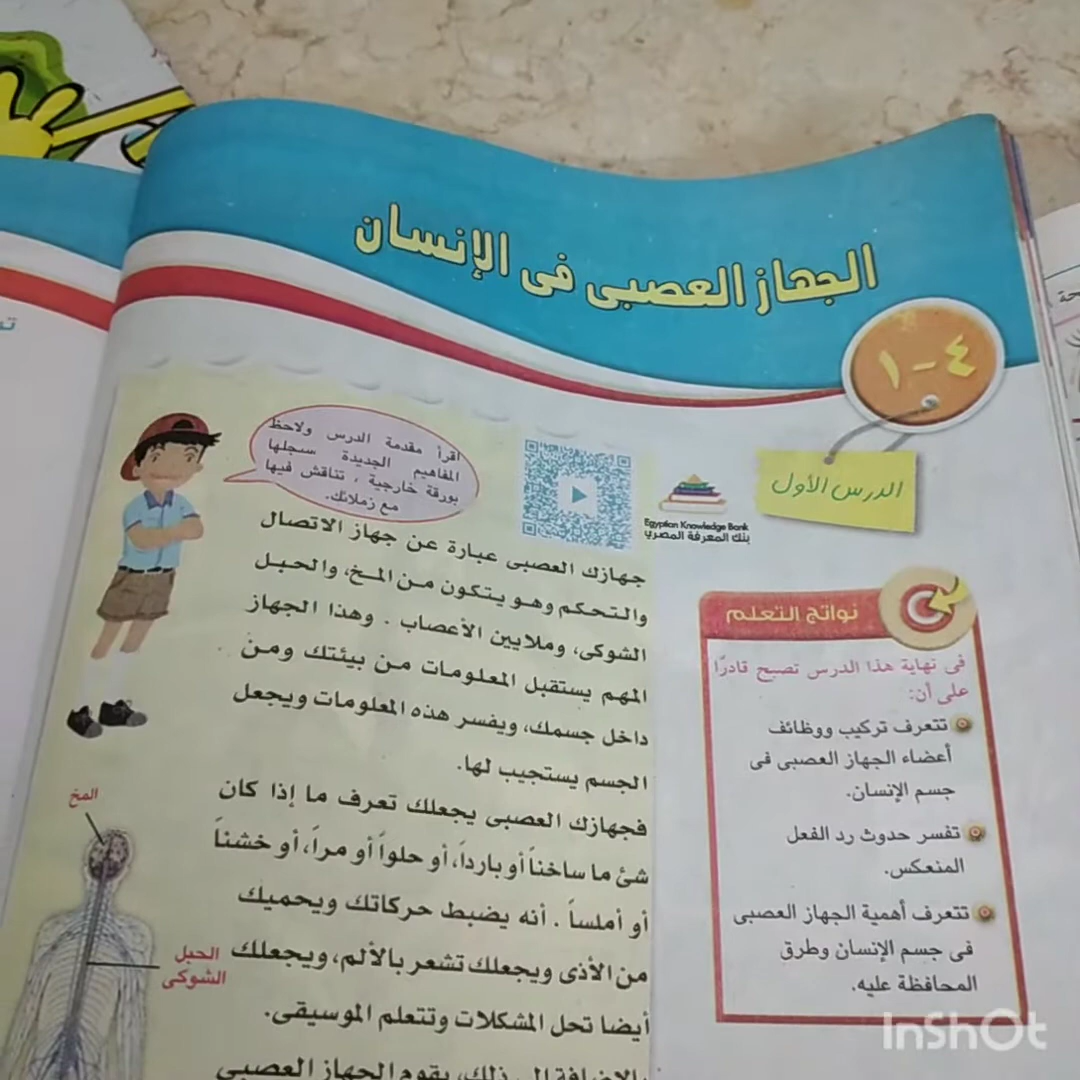 الجهاز العصبى فى الإنسان
٤-١
الدرس الأول
Egyptian Knowledge Bank
بنك المعرفة المصري
اقرأ مقدمة الدرس ولاحظ
المفاهيم الجديدة سجلها
بورقة خارجية ، تناقش فيها
مع زملائك.
جهازك العصبى عبارة عن جهاز الاتصال
والتحكم وهو يتكون من المخ، والحبل
الشوكى، وملايين الأعصاب . وهذا الجهاز
المهم يستقبل المعلومات من بيئتك ومن
داخل جسمك، ويفسر هذه المعلومات ويجعل
الجسم يستجيب لها.
فجهازك العصبى يجعلك تعرف ما إذا كان
شئ ما ساخناً أو بارداً، أو حلواً أو مراً، أو خشناً
أو أملساً . أنه يضبط حركاتك ويحميك
من الأذى ويجعلك تشعر بالألم، ويجعلك
أيضا تحل المشكلات وتتعلم الموسيقى.
بالإضافة إلى ذلك، يقوم الجهاز العصبى
المخ
الحبل
الشوكى
نواتج التعلم
فى نهاية هذا الدرس تصبح قادرًا
على أن:
تتعرف تركيب ووظائف
أعضاء الجهاز العصبى فى
جسم الإنسان.
تفسر حدوث رد الفعل
المنعكس.
تتعرف أهمية الجهاز العصبى
فى جسم الإنسان وطرق
المحافظة عليه.
InShOt